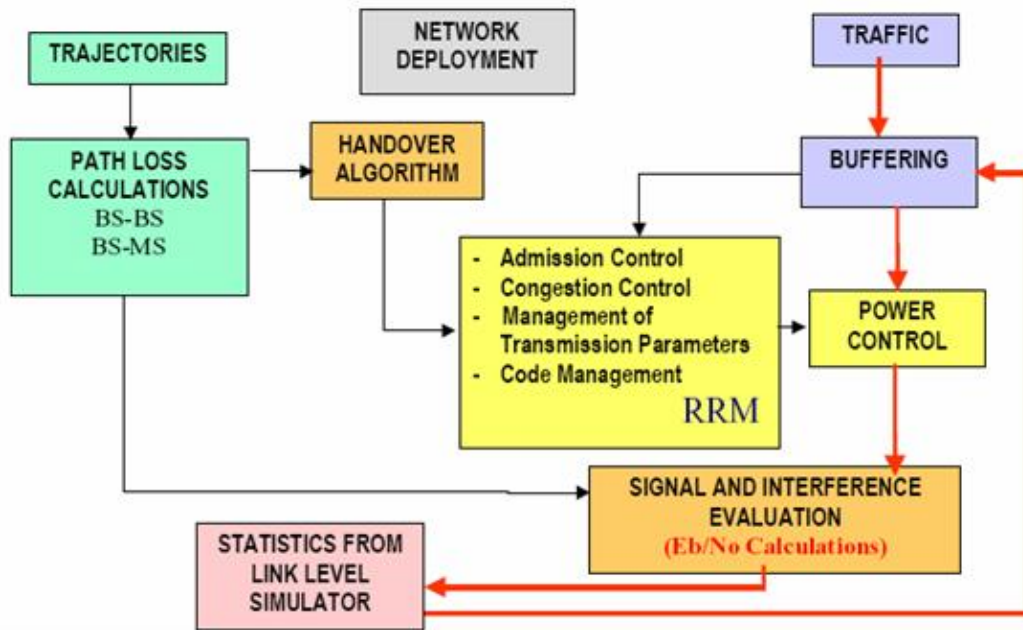 TRAJECTORIES
NETWORK
DEPLOYMENT
TRAFFIC
PATH LOSS
CALCULATIONS
BS-BS
BS-MS
HANDOVER
ALGORITHM
BUFFERING
- Admission Control
- Congestion Control
- Management of
Transmission Parameters
- Code Management
RRM
POWER
CONTROL
SIGNAL AND INTERFERENCE
EVALUATION
(Eb/No Calculations)
STATISTICS FROM
LINK LEVEL
SIMULATOR